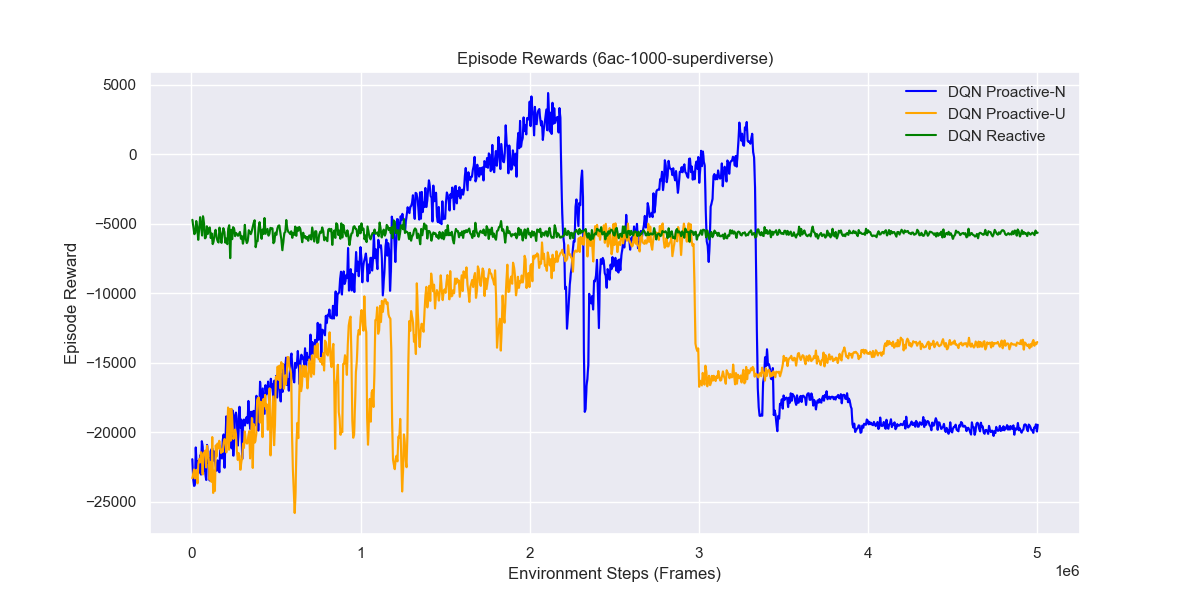 Episode Rewards (6ac-1000-superdiverse)
DQN Proactive-N
DQN Proactive-U
DQN Reactive
5000
0
−5000
−10000
−15000
−20000
−25000
Episode Reward
0 1 2 3 4 5
1e6
Environment Steps (Frames)